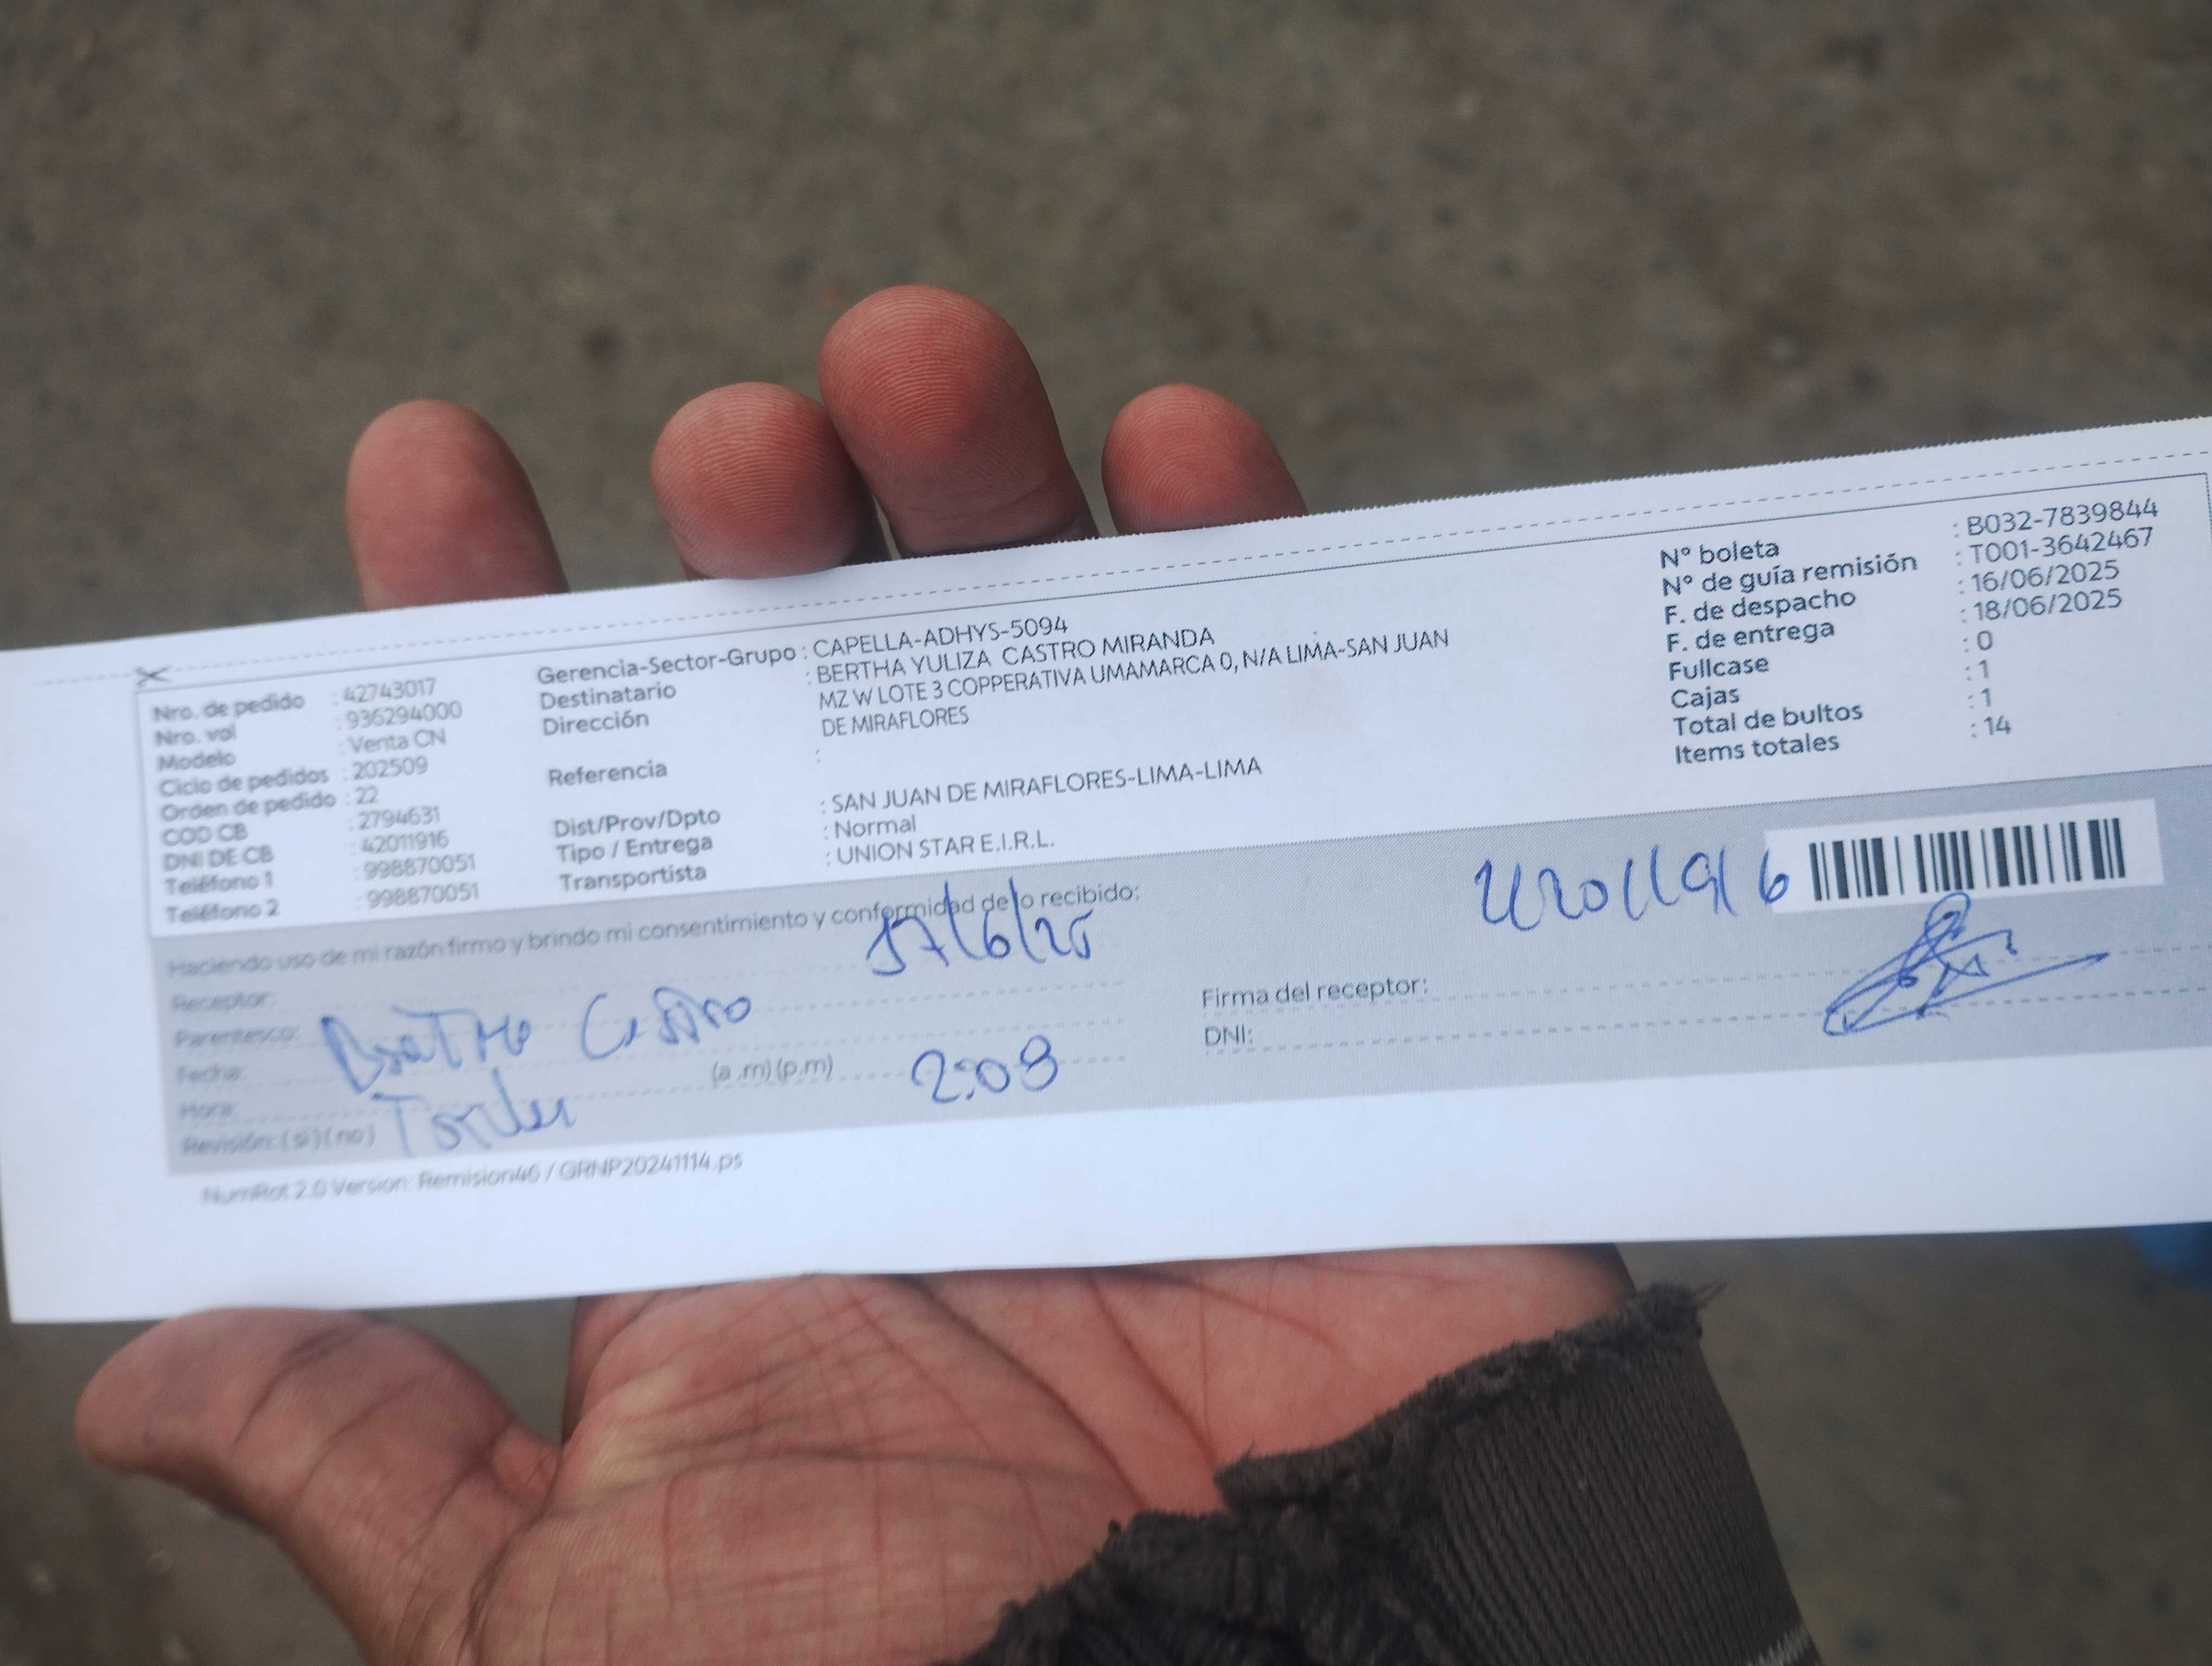 Nro. de pedido : 42743017
Nro. vol : 936294000
Modelo : Venta CN
Ciclo de pedidos : 202509
Orden de pedido : 22
COD CB : 2794631
DNI DE CB : 42011916
Teléfono 1 : 998870051
Teléfono 2 : 998870051
Gerencia-Sector-Grupo : CAPELLA-ADHYS-5094
Destinatario : BERTHA YULIZA CASTRO MIRANDA
Dirección MZ W LOTE 3 COPPERATIVA UMAMARCA 0, N/A LIMA-SAN JUAN
DE MIRAFLORES
Referencia :
Dist/Prov/Dpto : SAN JUAN DE MIRAFLORES-LIMA-LIMA
Tipo / Entrega : Normal
Transportista : UNION STAR E.I.R.L.
N° boleta : B032-7839844
N° de guía remisión : T001-3642467
F. de despacho : 16/06/2025
F. de entrega : 18/06/2025
Fullcase : 0
Cajas : 1
Total de bultos : 1
Items totales : 14
Haciendo uso de mi razón firmo y brindo mi consentimiento y conformidad de lo recibido:
17/6/25
42011916
Receptor:
Parentesco:
Castro
Fecha:
Hora: (a .m) (p.m) 2:08
Revisión: ( si ) ( no )
Firma del receptor:
DNI:
NumRot 2.0 Version: Remision46 / GRNP20241114.ps